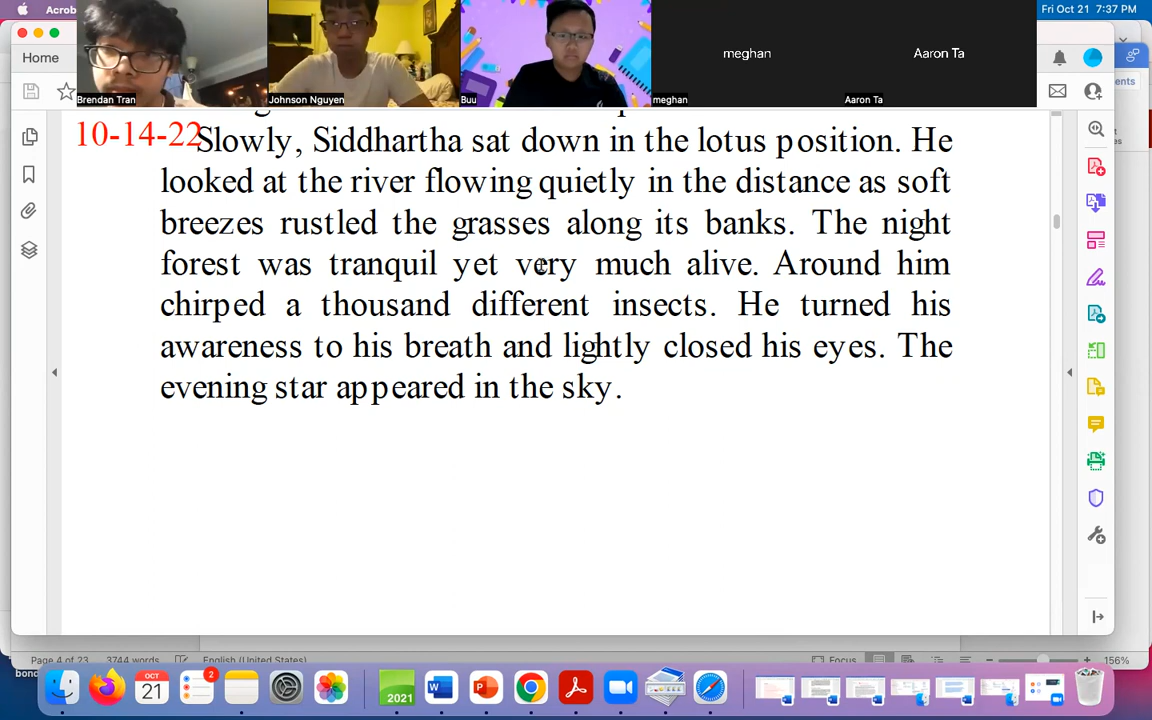 Acrob
Fri Oct 21 7:37 PM
Home
Brendan Tran
Johnson Nguyen
Buu
meghan
meghan
Aaron Ta
Aaron Ta
ents
es
10-14-22
Slowly, Siddhartha sat down in the lotus position. He
looked at the river flowing quietly in the distance as soft
breezes rustled the grasses along its banks. The night
forest was tranquil yet very much alive. Around him
chirped a thousand different insects. He turned his
awareness to his breath and lightly closed his eyes. The
evening star appeared in the sky.
Page 4 of 23 3744 words English (United States) Focus 156%
bond
OCT
21
2
2021